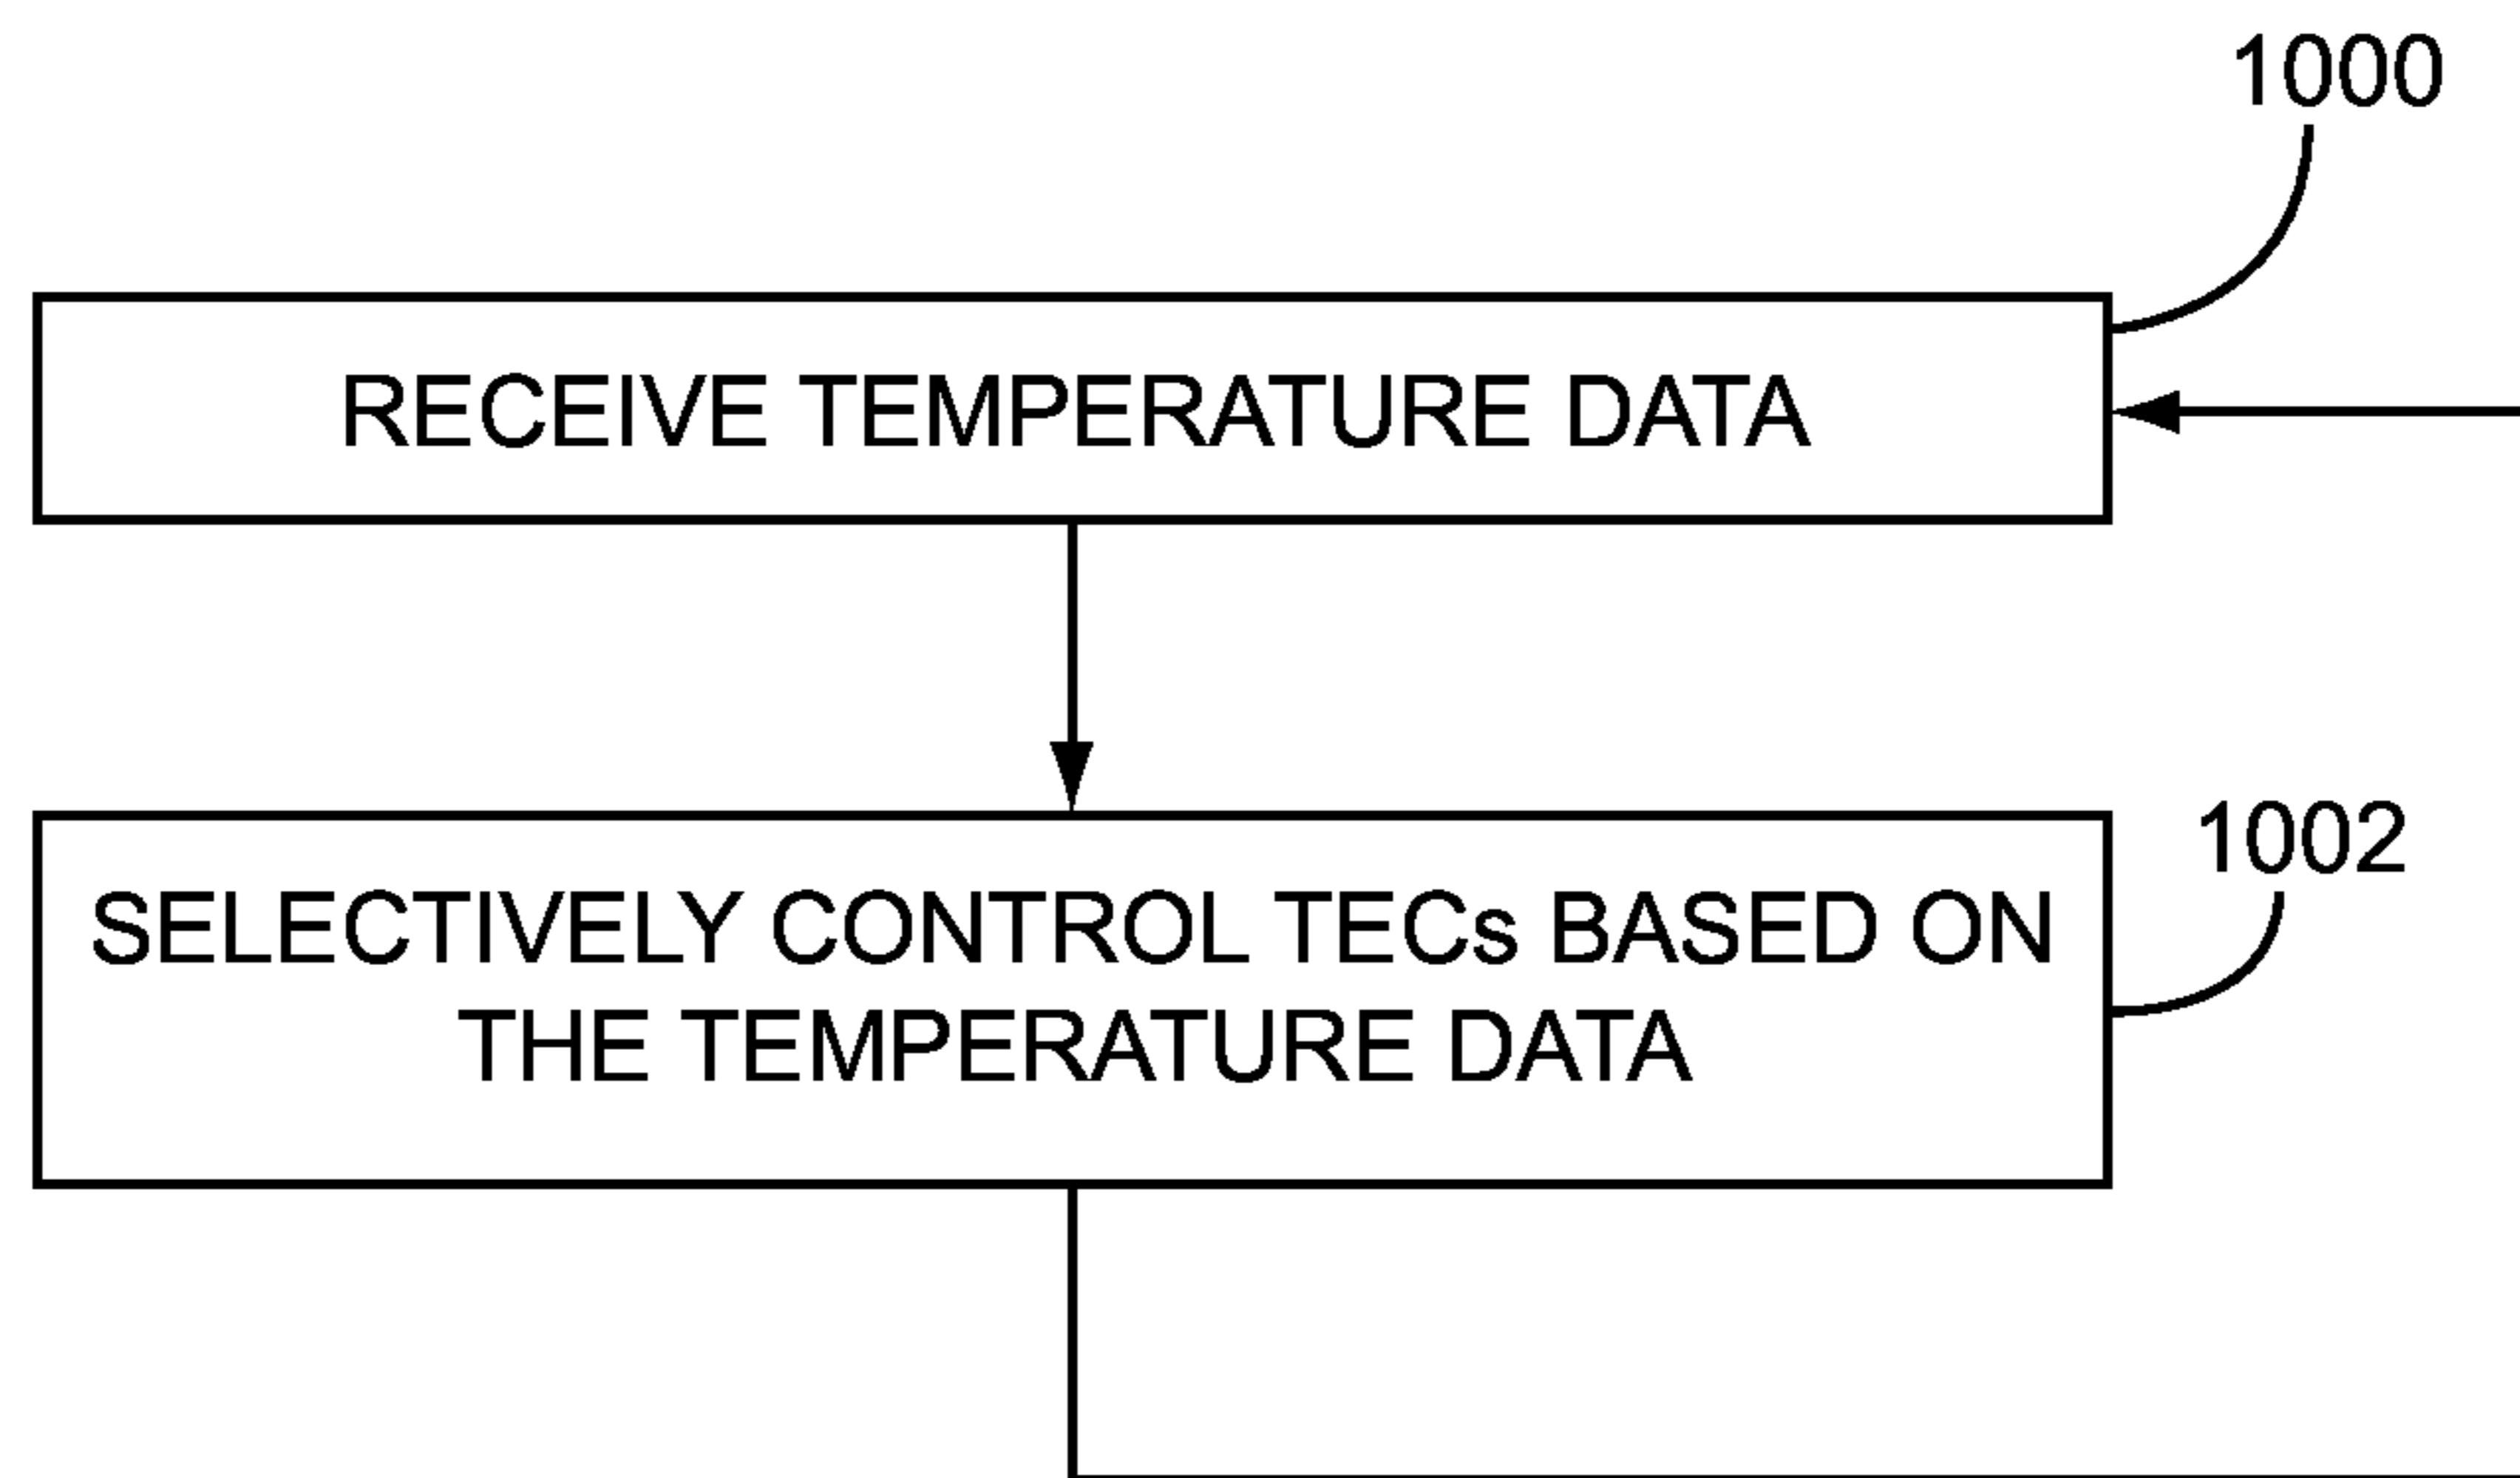 1000
RECEIVE TEMPERATURE DATA
1002
SELECTIVELY CONTROL TECs BASED ON
THE TEMPERATURE DATA